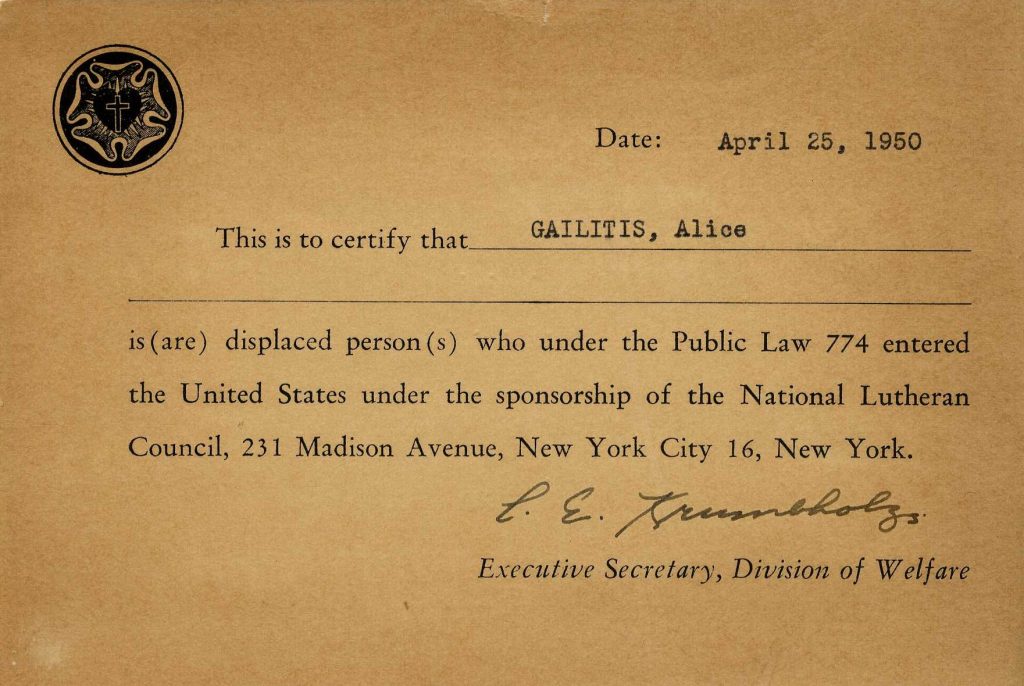 Date: April 25, 1950
This is to certify that GAILITIS, Alice
is (are) displaced person (s) who under the Public Law 774 entered
the United States under the sponsorship of the National Lutheran
Council, 231 Madison Avenue, New York City 16, New York.
C. E. Krumbholz
Executive Secretary, Division of Welfare